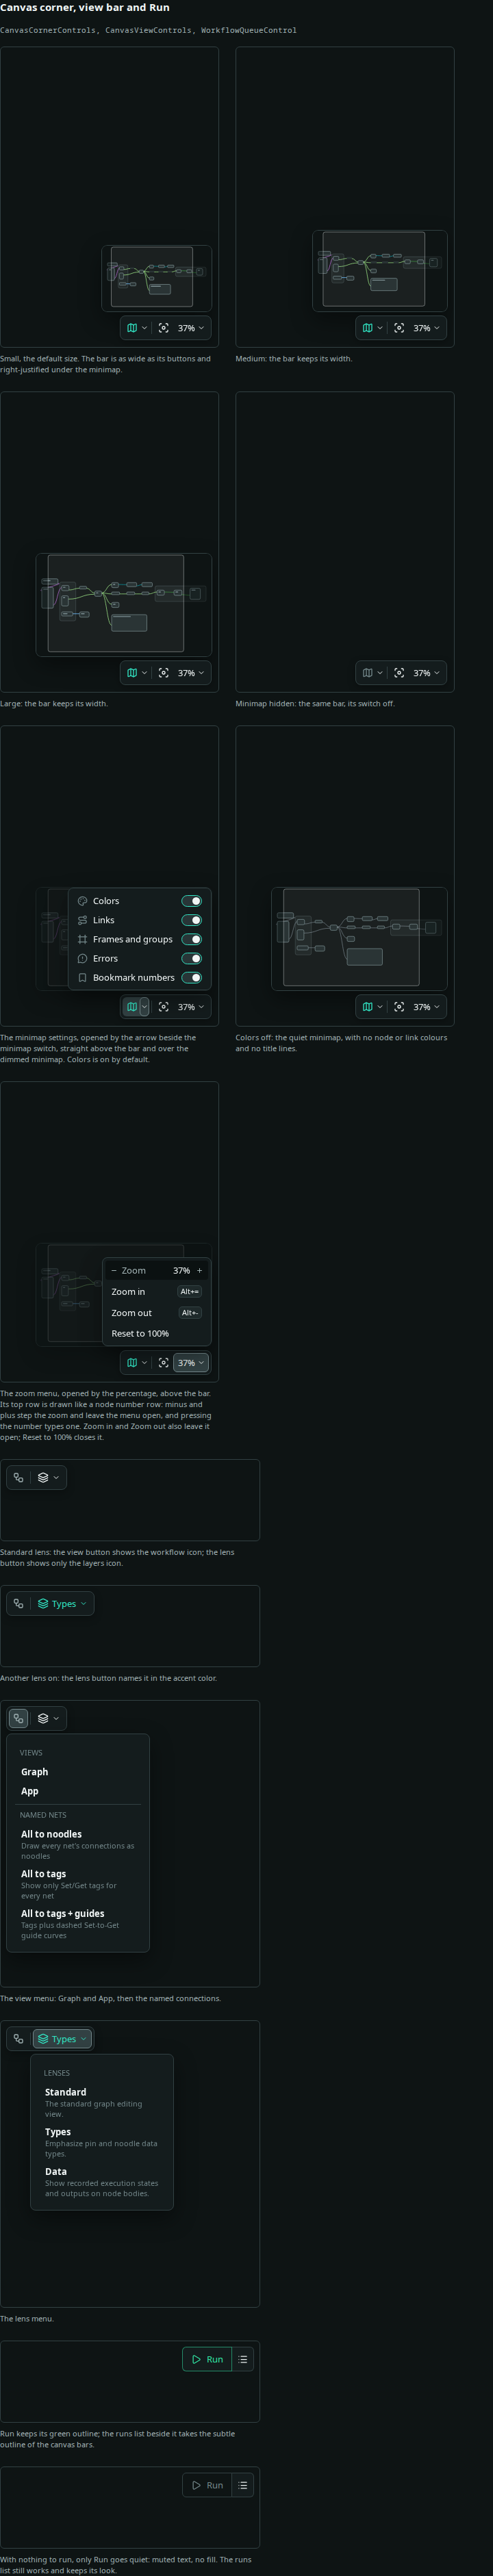 Canvas corner, view bar and Run
CanvasCornerControls, CanvasViewControls, WorkflowQueueControl
37%
37%
Small, the default size. The bar is as wide as its buttons and
right-justified under the minimap.
Medium: the bar keeps its width.
37%
37%
Large: the bar keeps its width.
Minimap hidden: the same bar, its switch off.
Colors
Links
Frames and groups
Errors
Bookmark numbers
37%
37%
The minimap settings, opened by the arrow beside the
minimap switch, straight above the bar and over the
dimmed minimap. Colors is on by default.
Colors off: the quiet minimap, with no node or link colours
and no title lines.
− Zoom 37% +
Zoom in Alt+=
Zoom out Alt+-
Reset to 100%
37%
The zoom menu, opened by the percentage, above the bar.
Its top row is drawn like a node number row: minus and
plus step the zoom and leave the menu open, and pressing
the number types one. Zoom in and Zoom out also leave it
open; Reset to 100% closes it.
Standard lens: the view button shows the workflow icon; the lens
button shows only the layers icon.
Types
Another lens on: the lens button names it in the accent color.
VIEWS
Graph
App
NAMED NETS
All to noodles
Draw every net's connections as
noodles
All to tags
Show only Set/Get tags for
every net
All to tags + guides
Tags plus dashed Set-to-Get
guide curves
The view menu: Graph and App, then the named connections.
Types
LENSES
Standard
The standard graph editing
view.
Types
Emphasize pin and noodle data
types.
Data
Show recorded execution states
and outputs on node bodies.
The lens menu.
Run
Run keeps its green outline; the runs list beside it takes the subtle
outline of the canvas bars.
Run
With nothing to run, only Run goes quiet: muted text, no fill. The runs
list still works and keeps its look.